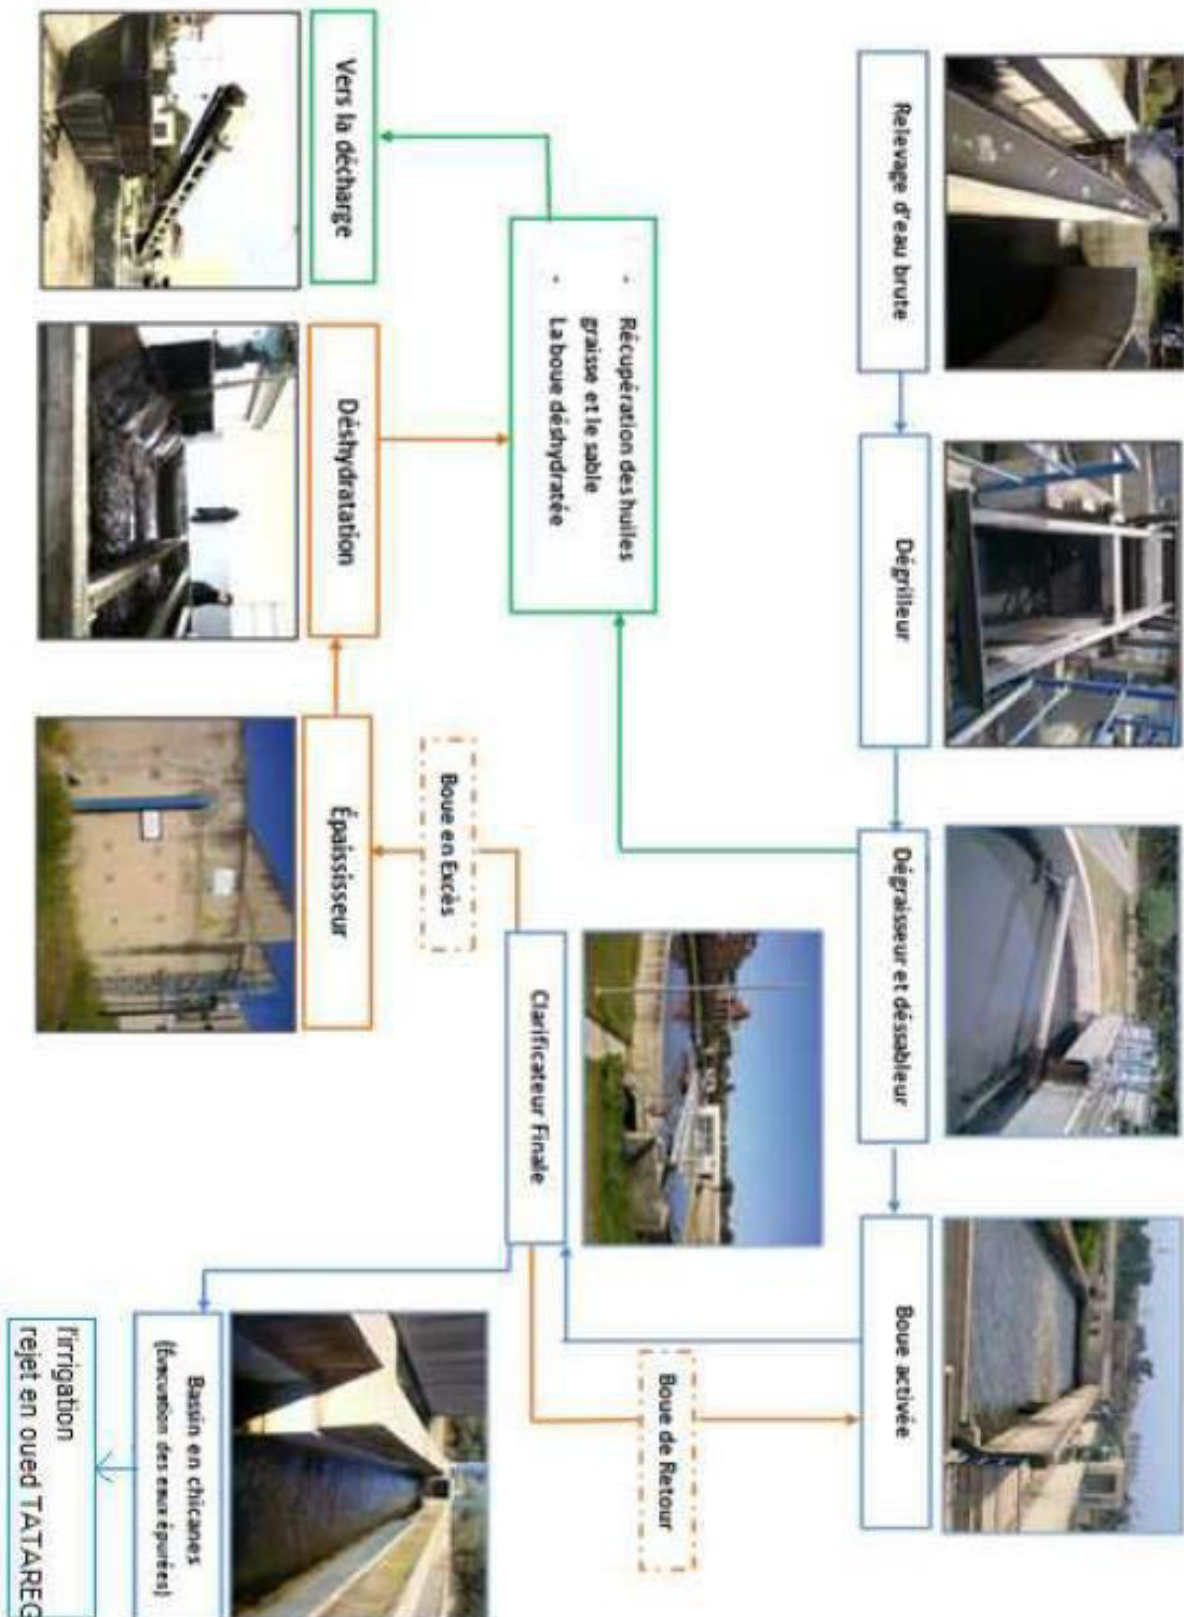 Relevage d'eau brute
Dégrilleur
Dégraisseur et déssableur
Boue activée
- Récupération des huiles
graisse et le sable
- La boue déshydratée
Clarificateur Finale
Boue de Retour
Boue en Excès
Vers la décharge
Déshydratation
Épaississeur
Bassin en chicanes
(Évacuation des eaux épurées)
l'irrigation
rejet en oued TATAREG